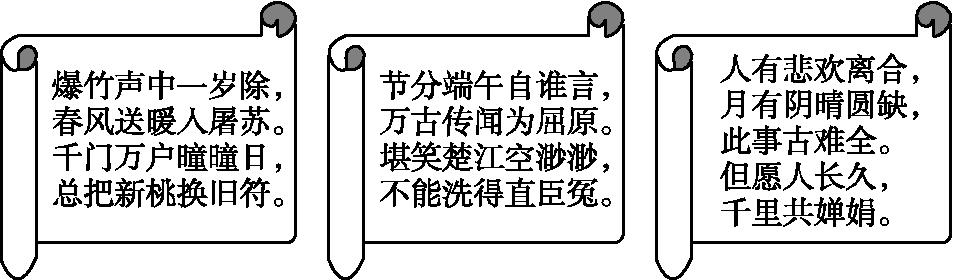 爆竹声中一岁除，
春风送暖入屠苏。
千门万户曈曈日，
总把新桃换旧符。
节分端午自谁言，
万古传闻为屈原。
堪笑楚江空渺渺，
不能洗得直臣冤。
人有悲欢离合，
月有阴晴圆缺，
此事古难全。
但愿人长久，
千里共婵娟。